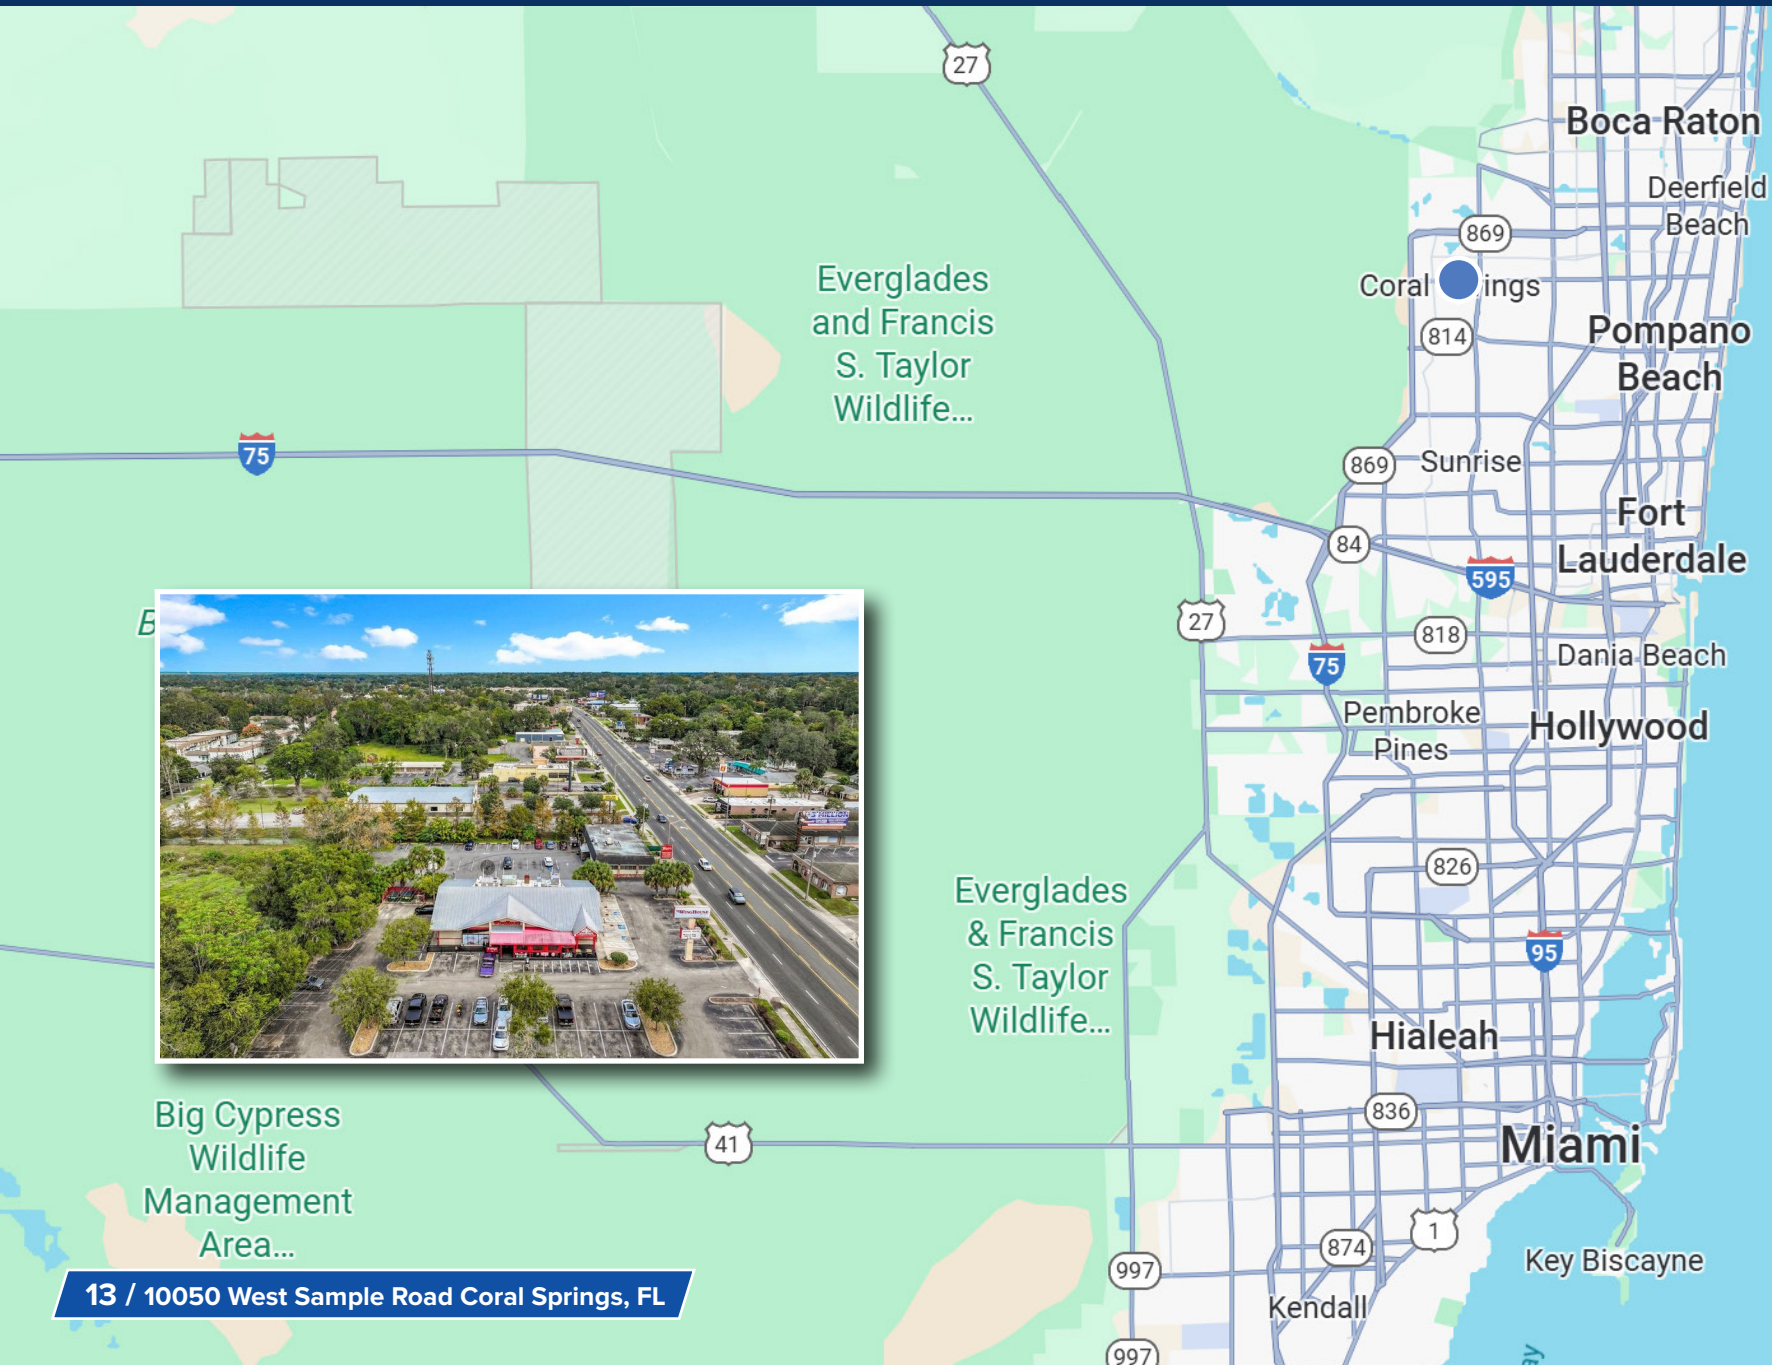 27
Boca Raton
Deerfield
Beach
869
Everglades
and Francis
S. Taylor
Wildlife...
Coral
ings
814
Pompano
Beach
75
869
Sunrise
Fort
Lauderdale
84
595
27
818
B
75
Dania Beach
Pembroke
Pines
Hollywood
826
Everglades
& Francis
S. Taylor
Wildlife...
95
Hialeah
836
Big Cypress
Wildlife
Management
Area...
41
Miami
1
874
997
Key Biscayne
Kendall
997
13 / 10050 West Sample Road Coral Springs, FL